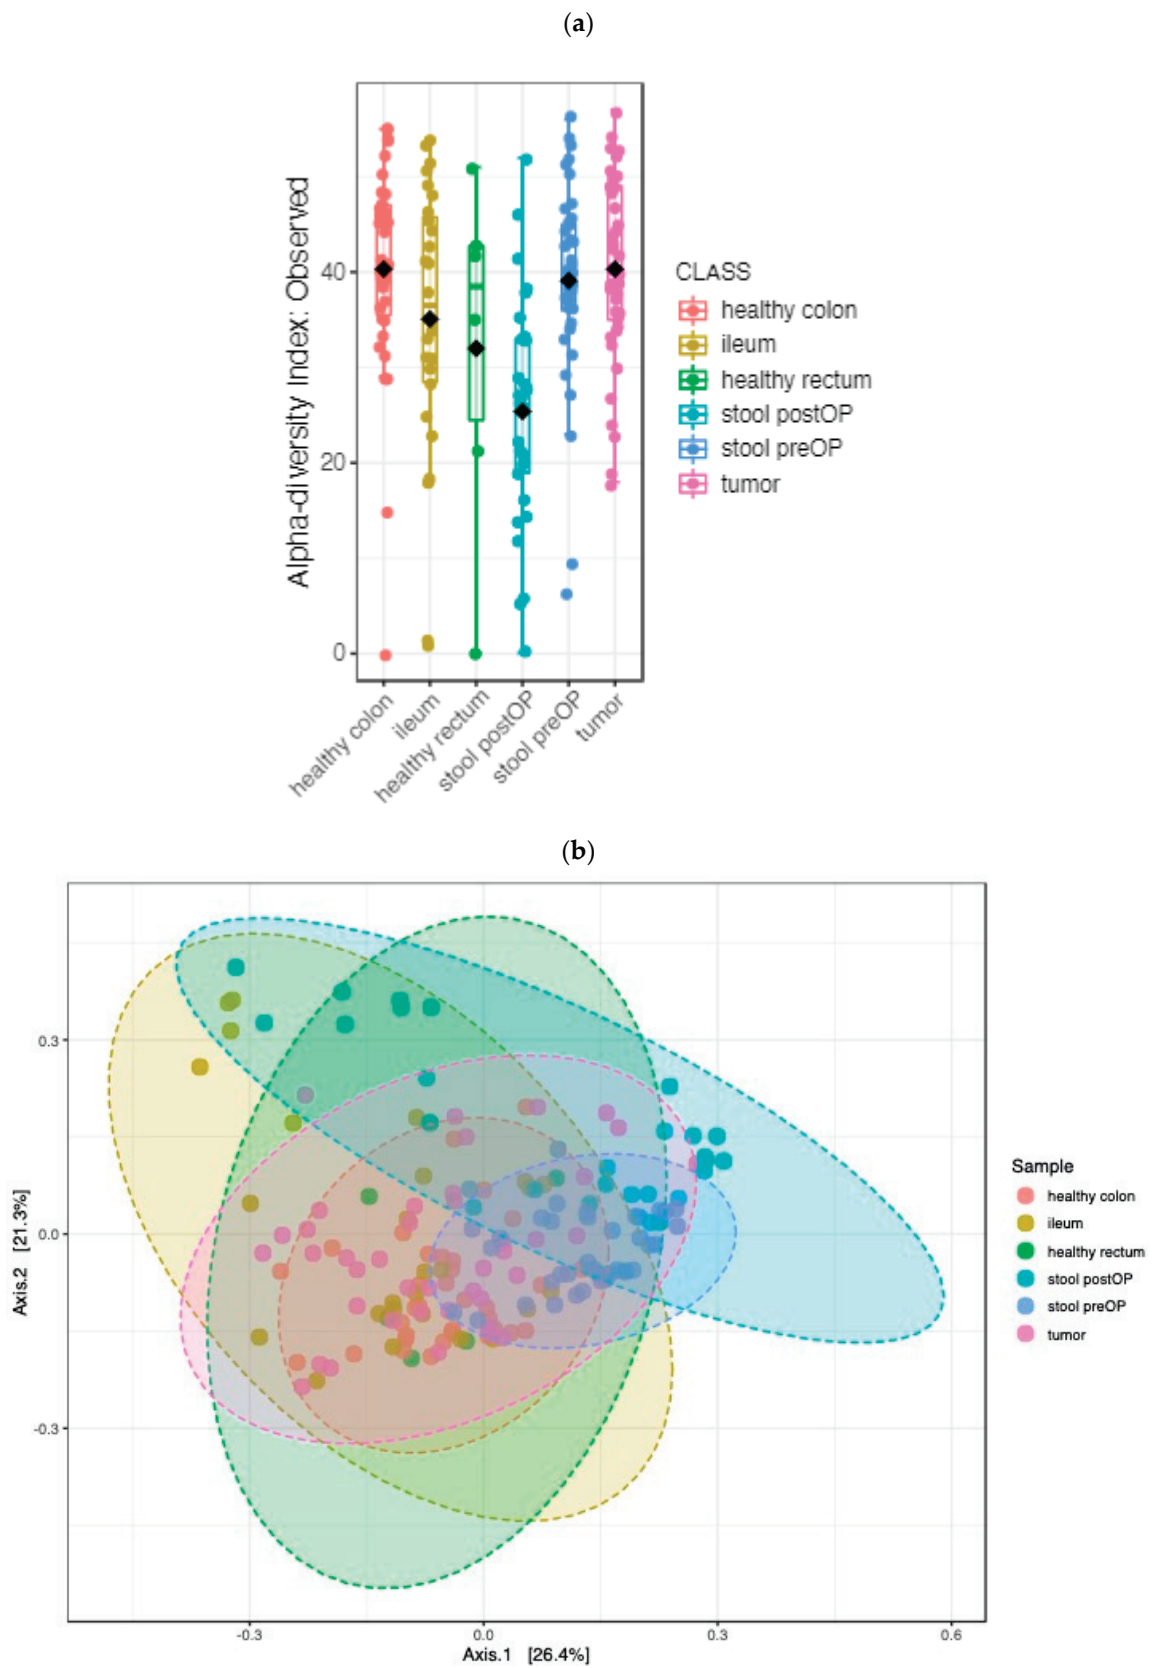 (a)
Alpha-diversity Index: Observed
40
20
0
healthy colon
ileum
healthy rectum
stool postOP
stool preOP
tumor
CLASS
healthy colon
ileum
healthy rectum
stool postOP
stool preOP
tumor
(b)
Axis.2 [21.3%]
0.3
0.0
-0.3
-0.3
0.0
0.3
0.6
Axis.1 [26.4%]
Sample
healthy colon
ileum
healthy rectum
stool postOP
stool preOP
tumor